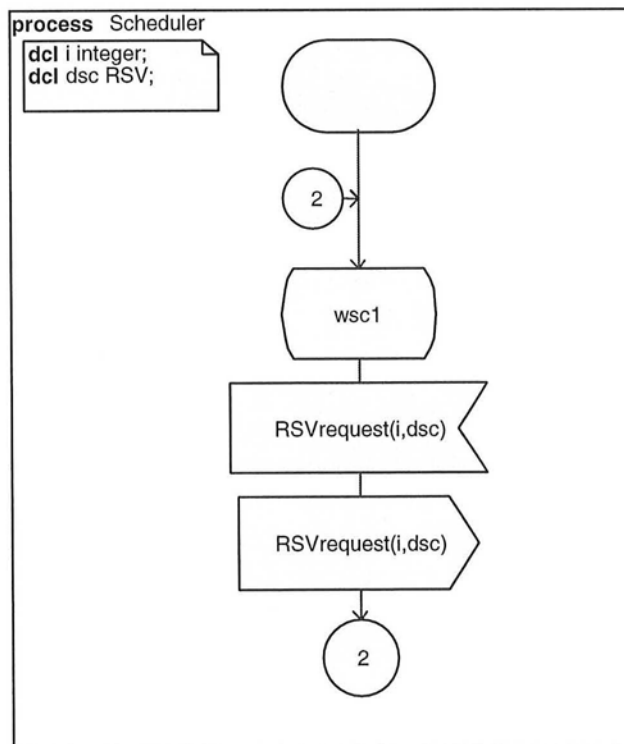 process Scheduler
dcl i integer;
dcl dsc RSV;
2
wsc1
RSVrequest(i,dsc)
RSVrequest(i,dsc)
2